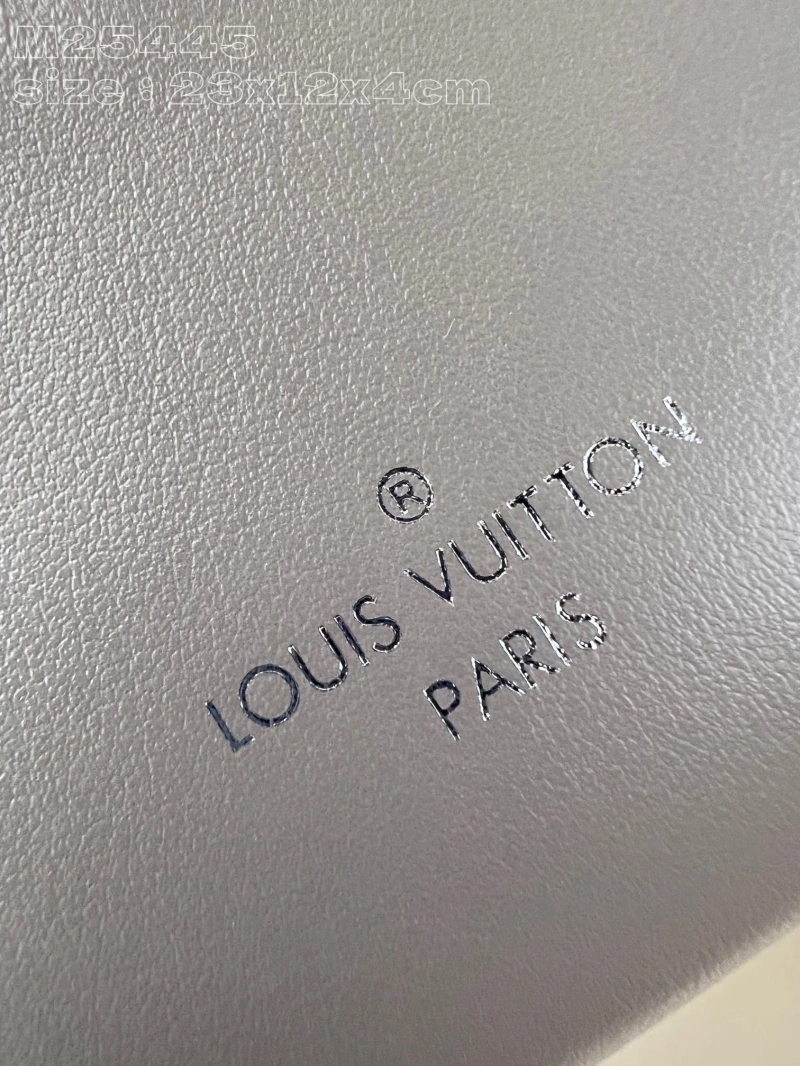 M25445
size : 23x12x4cm
®
LOUIS VUITTON
PARIS